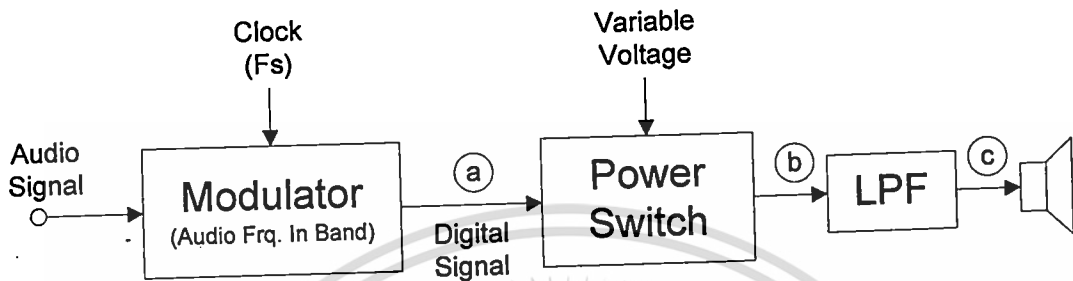 Clock
(Fs)
Variable
Voltage
Audio
Signal
Modulator
(Audio Frq. In Band)
a
Digital
Signal
Power
Switch
b
LPF
c